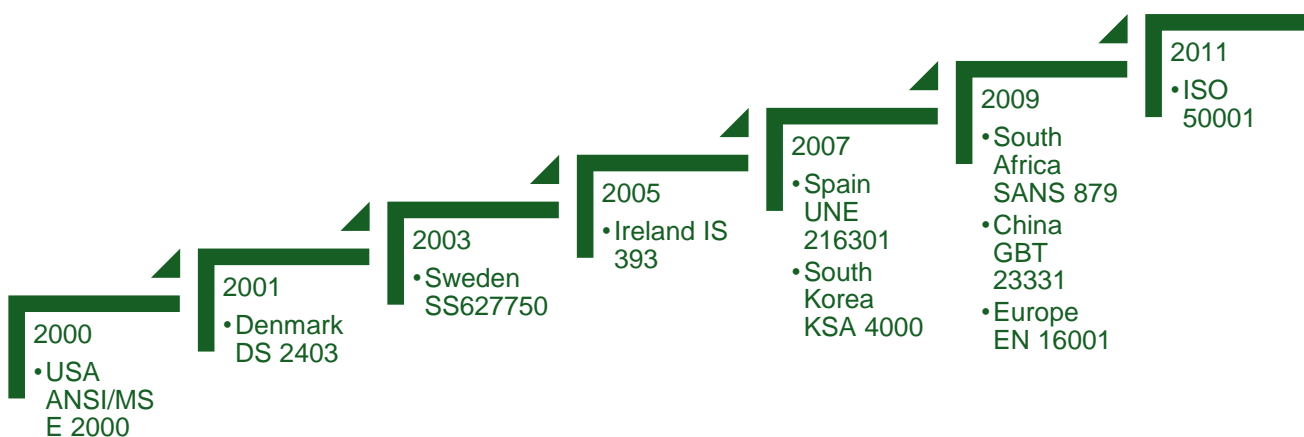 2000
•USA
ANSI/MS
E 2000
2001
•Denmark
DS 2403
2003
•Sweden
SS627750
2005
•Ireland IS
393
2007
•Spain
UNE
216301
•South
Korea
KSA 4000
2009
•South
Africa
SANS 879
•China
GBT
23331
•Europe
EN 16001
2011
•ISO
50001